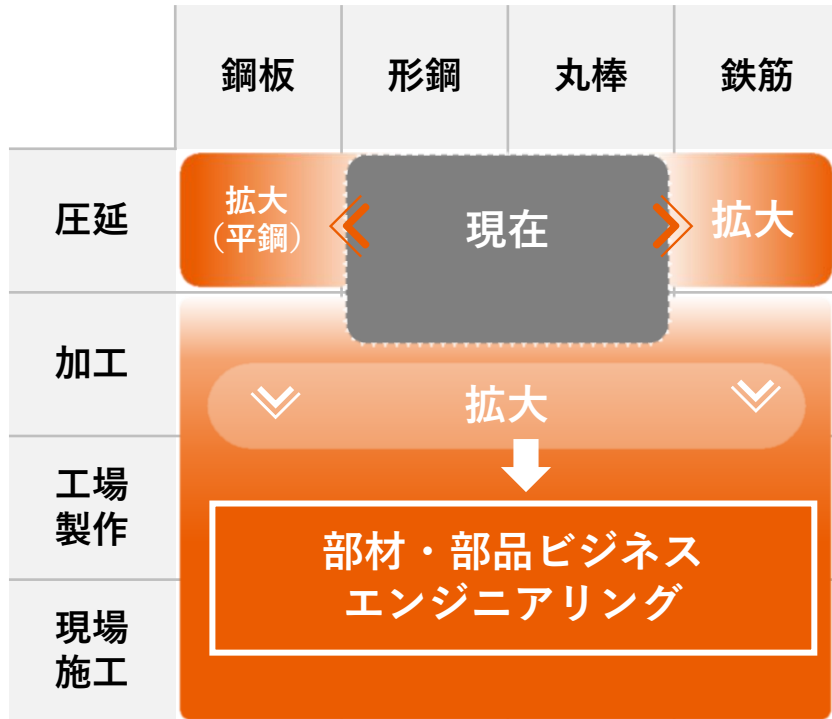 鋼板
形鋼
丸棒
鉄筋
圧延
拡大
（平鋼）
現在
拡大
加工
拡大
工場
製作
部材・部品ビジネス
エンジニアリング
現場
施工